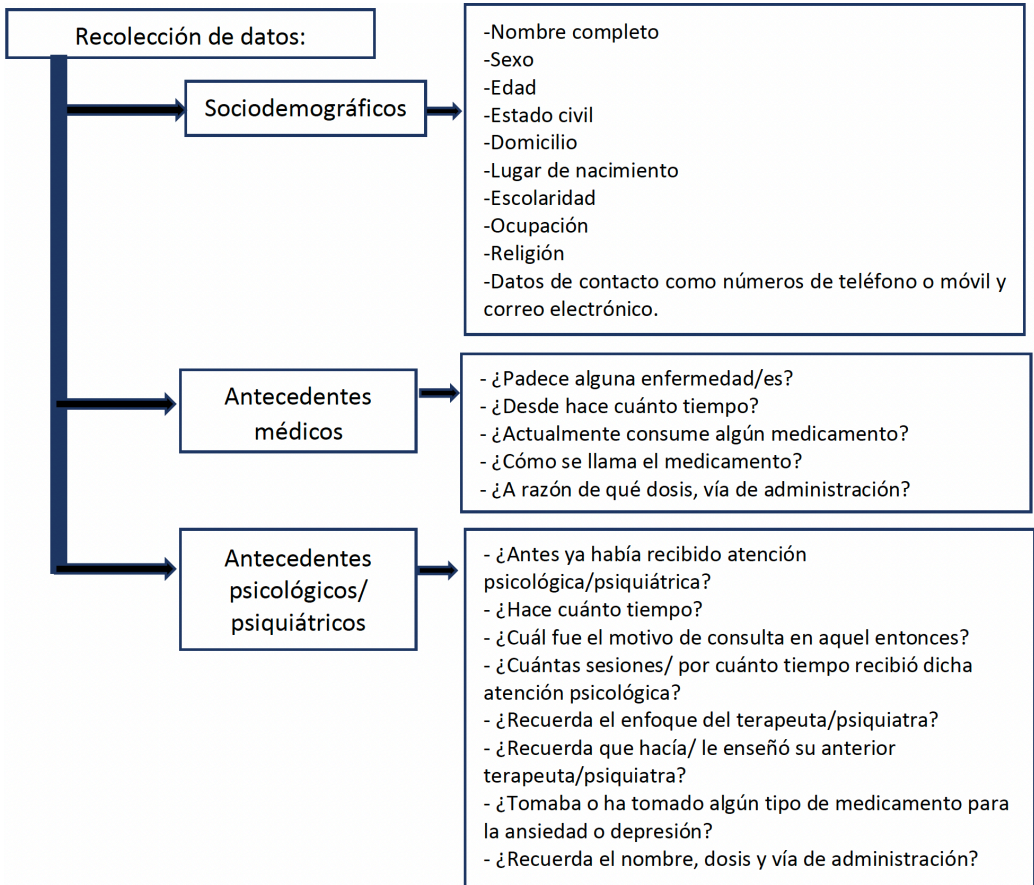 Recolección de datos:
Sociodemográficos
-Nombre completo
-Sexo
-Edad
-Estado civil
-Domicilio
-Lugar de nacimiento
-Escolaridad
-Ocupación
-Religión
-Datos de contacto como números de teléfono o móvil y
correo electrónico.
Antecedentes
médicos
- ¿Padece alguna enfermedad/es?
- ¿Desde hace cuánto tiempo?
- ¿Actualmente consume algún medicamento?
- ¿Cómo se llama el medicamento?
- ¿A razón de qué dosis, vía de administración?
Antecedentes
psicológicos/
psiquiátricos
- ¿Antes ya había recibido atención
psicológica/psiquiátrica?
- ¿Hace cuánto tiempo?
- ¿Cuál fue el motivo de consulta en aquel entonces?
- ¿Cuántas sesiones/ por cuánto tiempo recibió dicha
atención psicológica?
- ¿Recuerda el enfoque del terapeuta/psiquiatra?
- ¿Recuerda que hacía/ le enseñó su anterior
terapeuta/psiquiatra?
- ¿Tomaba o ha tomado algún tipo de medicamento para
la ansiedad o depresión?
- ¿Recuerda el nombre, dosis y vía de administración?